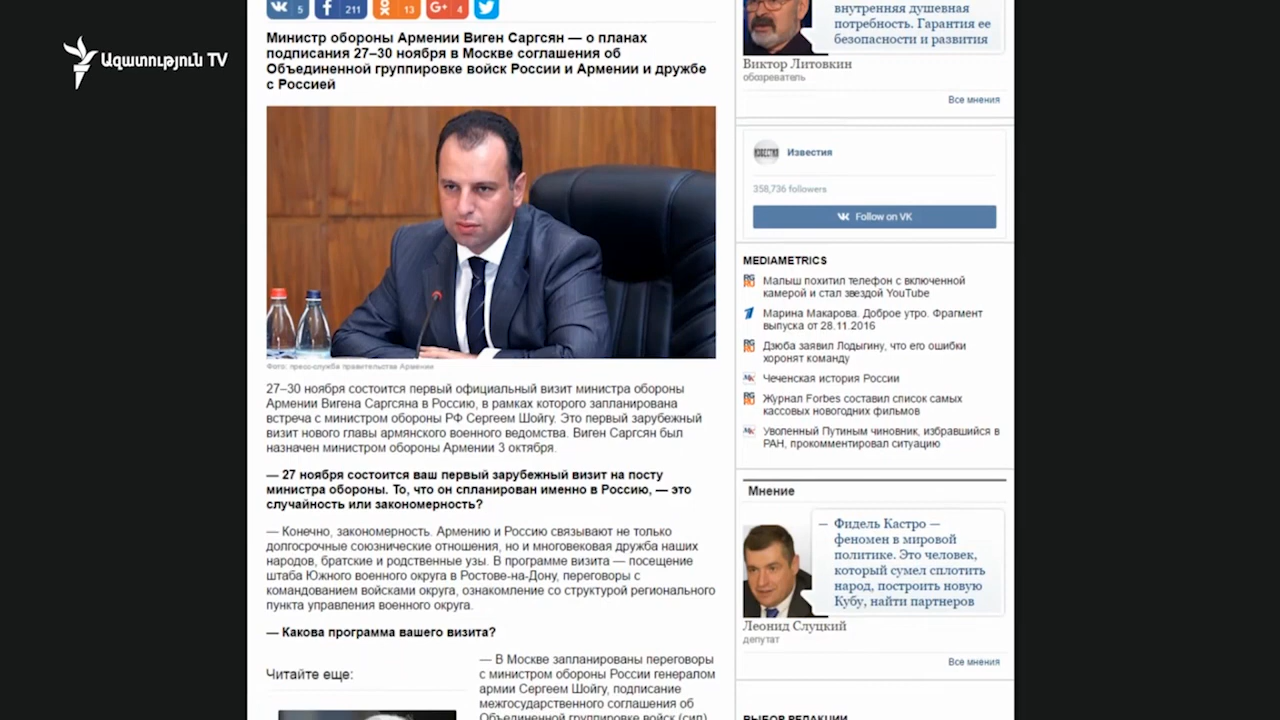 5
211
13
4
Ազատություն TV
Министр обороны Армении Виген Саргсян — о планах
подписания 27–30 ноября в Москве соглашения об
Объединенной группировке войск России и Армении и дружбе
с Россией
Фото: пресс-служба правительства Армении
27–30 ноября состоится первый официальный визит министра обороны
Армении Вигена Саргсяна в Россию, в рамках которого запланирована
встреча с министром обороны РФ Сергеем Шойгу. Это первый зарубежный
визит нового главы армянского военного ведомства. Виген Саргсян был
назначен министром обороны Армении 3 октября.
— 27 ноября состоится ваш первый зарубежный визит на посту
министра обороны. То, что он спланирован именно в Россию, — это
случайность или закономерность?
— Конечно, закономерность. Армению и Россию связывают не только
долгосрочные союзнические отношения, но и многовековая дружба наших
народов, братские и родственные узы. В программе визита — посещение
штаба Южного военного округа в Ростове-на-Дону, переговоры с
командованием войсками округа, ознакомление со структурой регионального
пункта управления военного округа.
— Какова программа вашего визита?
Читайте еще:
— В Москве запланированы переговоры
с министром обороны России генералом
армии Сергеем Шойгу, подписание
межгосударственного соглашения об
Объединенной группировке войск (сил)
внутренняя душевная
потребность. Гарантия ее
безопасности и развития
Виктор Литовкин
обозреватель
Все мнения
ИЗВЕСТИЯ
Известия
358,736 followers
Follow on VK
MEDIAMETRICS
Малыш похитил телефон с включенной
камерой и стал звездой YouTube
Марина Макарова. Доброе утро. Фрагмент
выпуска от 28.11.2016
Дзюба заявил Лодыгину, что его ошибки
хоронят команду
Чеченская история России
Журнал Forbes составил список самых
кассовых новогодних фильмов
Уволенный Путиным чиновник, избравшийся в
РАН, прокомментировал ситуацию
Мнение
— Фидель Кастро —
феномен в мировой
политике. Это человек,
который сумел сплотить
народ, построить новую
Кубу, найти партнеров
Леонид Слуцкий
депутат
Все мнения
ВЫБОР РЕДАКЦИИ